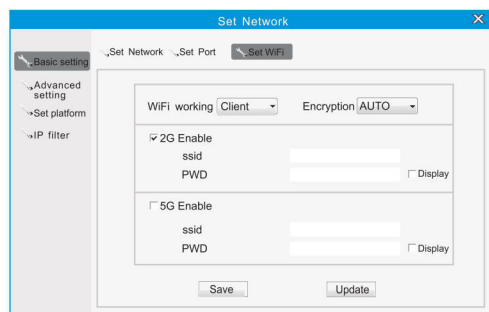 Set Network
Basic setting
Advanced
setting
Set platform
IP filter
Set Network Set Port Set WiFi
WiFi working Client Encryption AUTO
2G Enable
ssid
PWD Display
5G Enable
ssid
PWD Display
Save Update